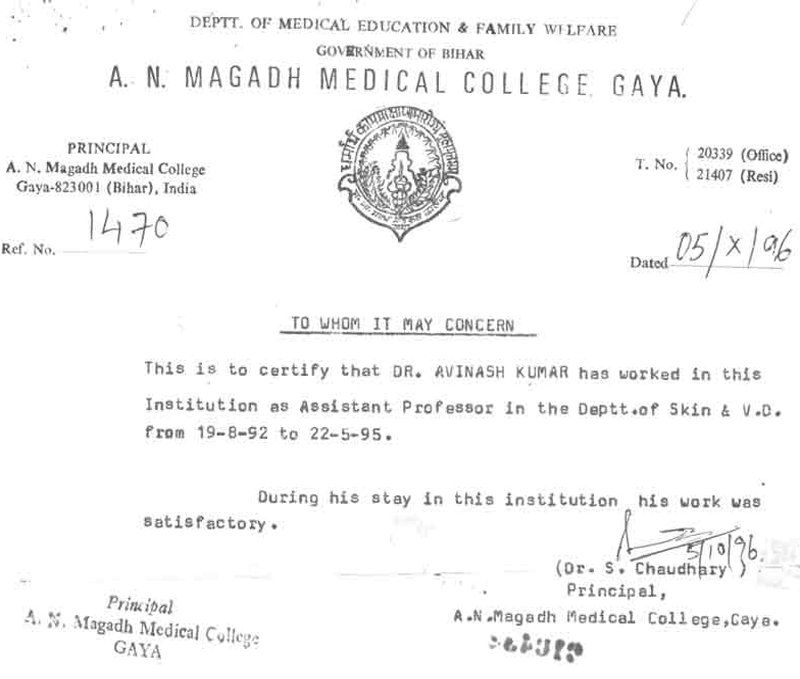 DEPTT. OF MEDICAL EDUCATION & FAMILY WELFARE
GOVERNMENT OF BIHAR
A. N. MAGADH MEDICAL COLLEGE, GAYA.
PRINCIPAL
A. N. Magadh Medical College
Gaya-823001 (Bihar), India
T. No. { 20339 (Office)
21407 (Resi)
Ref. No. 1470
Dated 05/X/96
TO WHOM IT MAY CONCERN
This is to certify that DR. AVINASH KUMAR has worked in this
Institution as Assistant Professor in the Deptt.of Skin & V.D.
from 19-8-92 to 22-5-95.
During his stay in this institution his work was
satisfactory.
5/10/96.
(Dr. S. Chaudhary )
Principal,
A.N.Magadh Medical College,Gaya.
Principal
A. N. Magadh Medical College
GAYA